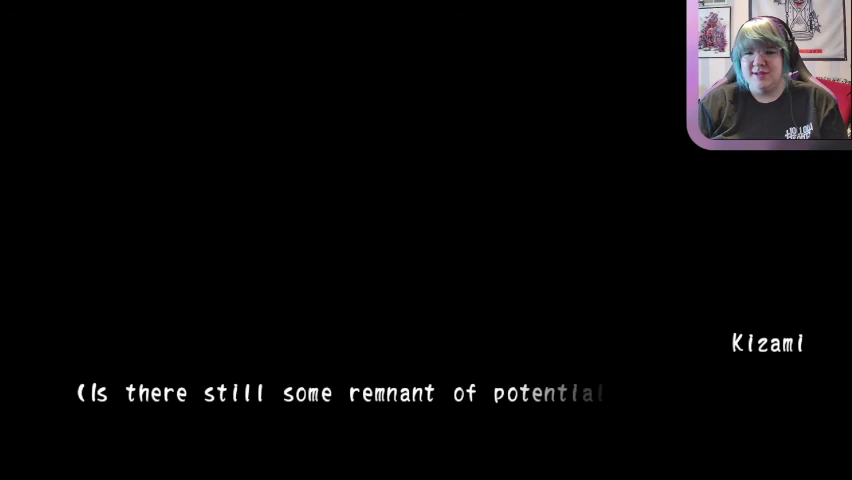 Kizami
(Is there still some remnant of potential